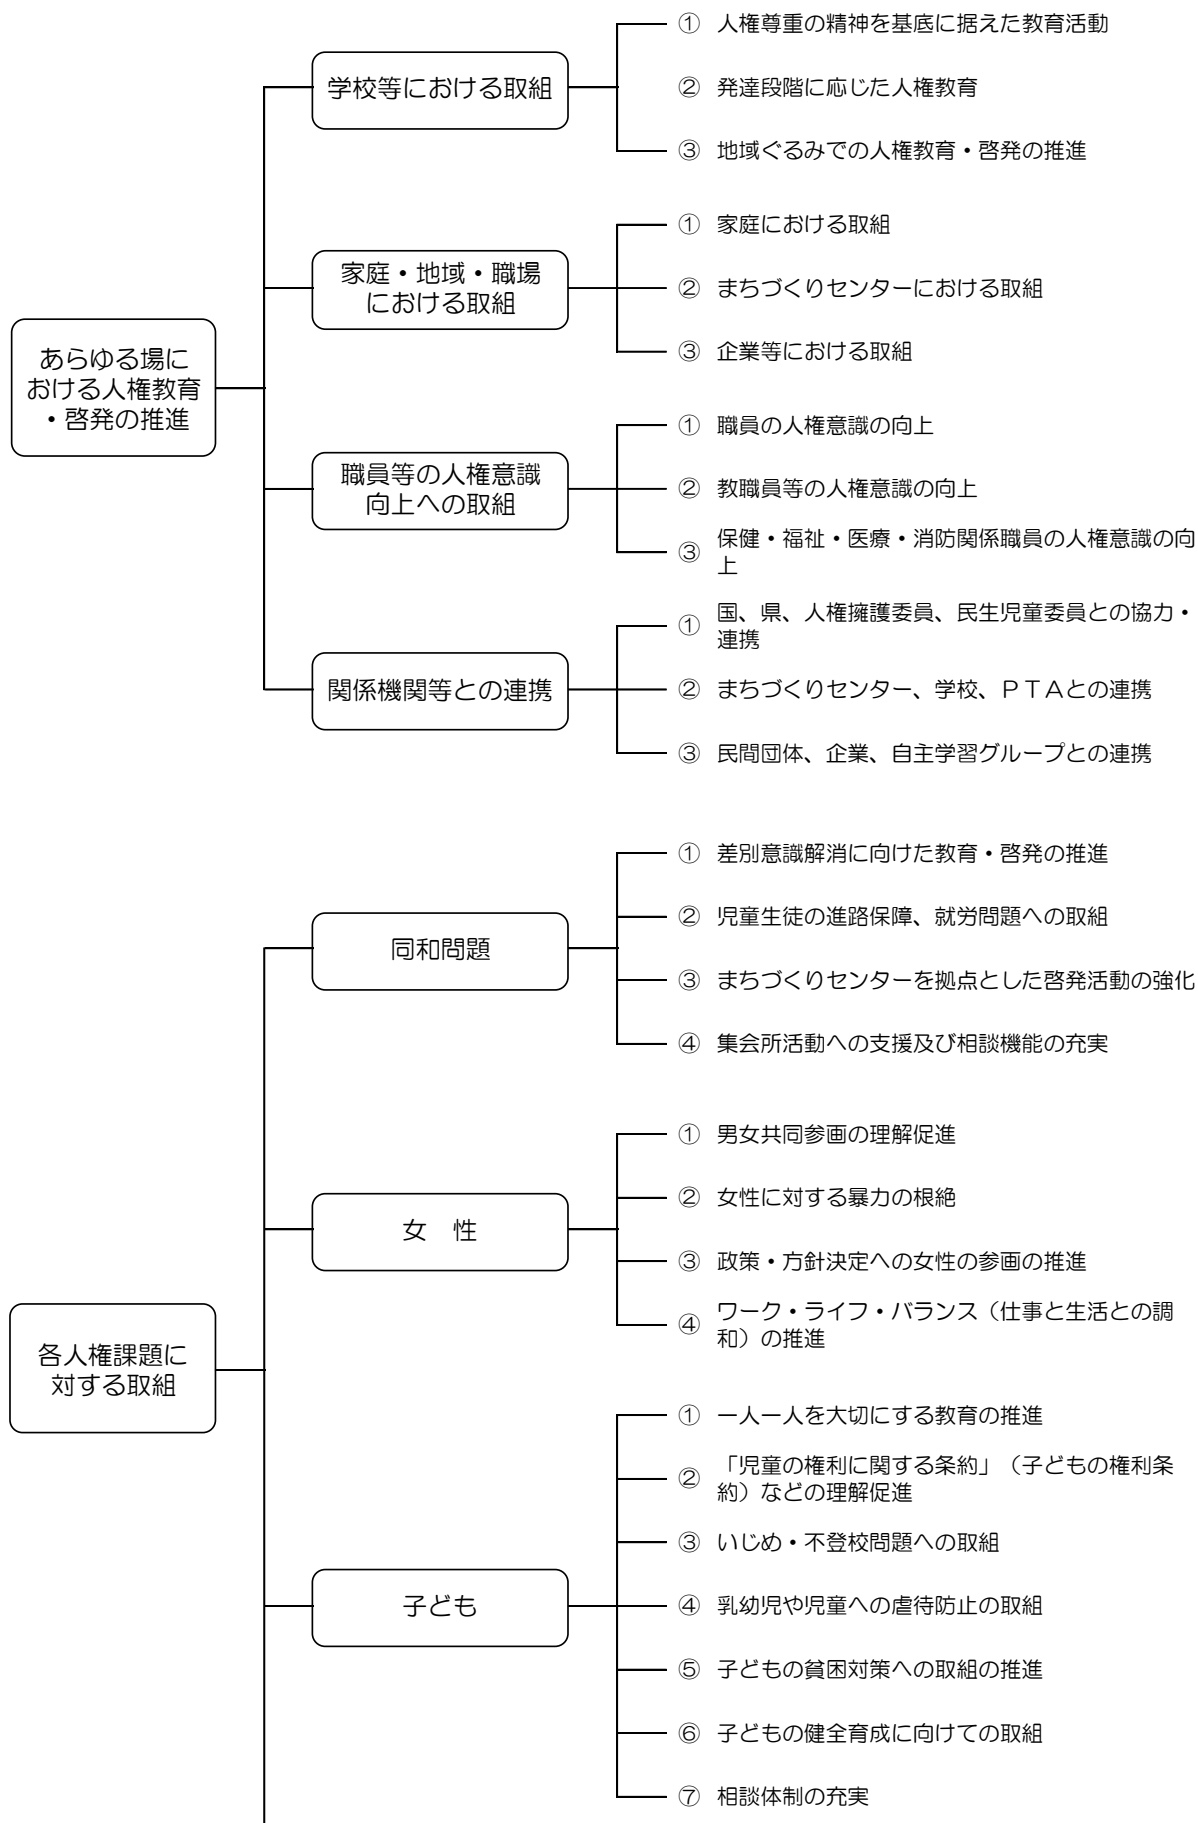 あらゆる場に
おける人権教育
・啓発の推進
学校等における取組
① 人権尊重の精神を基底に据えた教育活動
② 発達段階に応じた人権教育
③ 地域ぐるみでの人権教育・啓発の推進
家庭・地域・職場
における取組
① 家庭における取組
② まちづくりセンターにおける取組
③ 企業等における取組
職員等の人権意識
向上への取組
① 職員の人権意識の向上
② 教職員等の人権意識の向上
③ 保健・福祉・医療・消防関係職員の人権意識の向
上
関係機関等との連携
① 国、県、人権擁護委員、民生児童委員との協力・
連携
② まちづくりセンター、学校、ＰＴＡとの連携
③ 民間団体、企業、自主学習グループとの連携
各人権課題に
対する取組
同和問題
① 差別意識解消に向けた教育・啓発の推進
② 児童生徒の進路保障、就労問題への取組
③ まちづくりセンターを拠点とした啓発活動の強化
④ 集会所活動への支援及び相談機能の充実
女　性
① 男女共同参画の理解促進
② 女性に対する暴力の根絶
③ 政策・方針決定への女性の参画の推進
④ ワーク・ライフ・バランス（仕事と生活との調
和）の推進
子ども
① 一人一人を大切にする教育の推進
② 「児童の権利に関する条約」（子どもの権利条
約）などの理解促進
③ いじめ・不登校問題への取組
④ 乳幼児や児童への虐待防止の取組
⑤ 子どもの貧困対策への取組の推進
⑥ 子どもの健全育成に向けての取組
⑦ 相談体制の充実